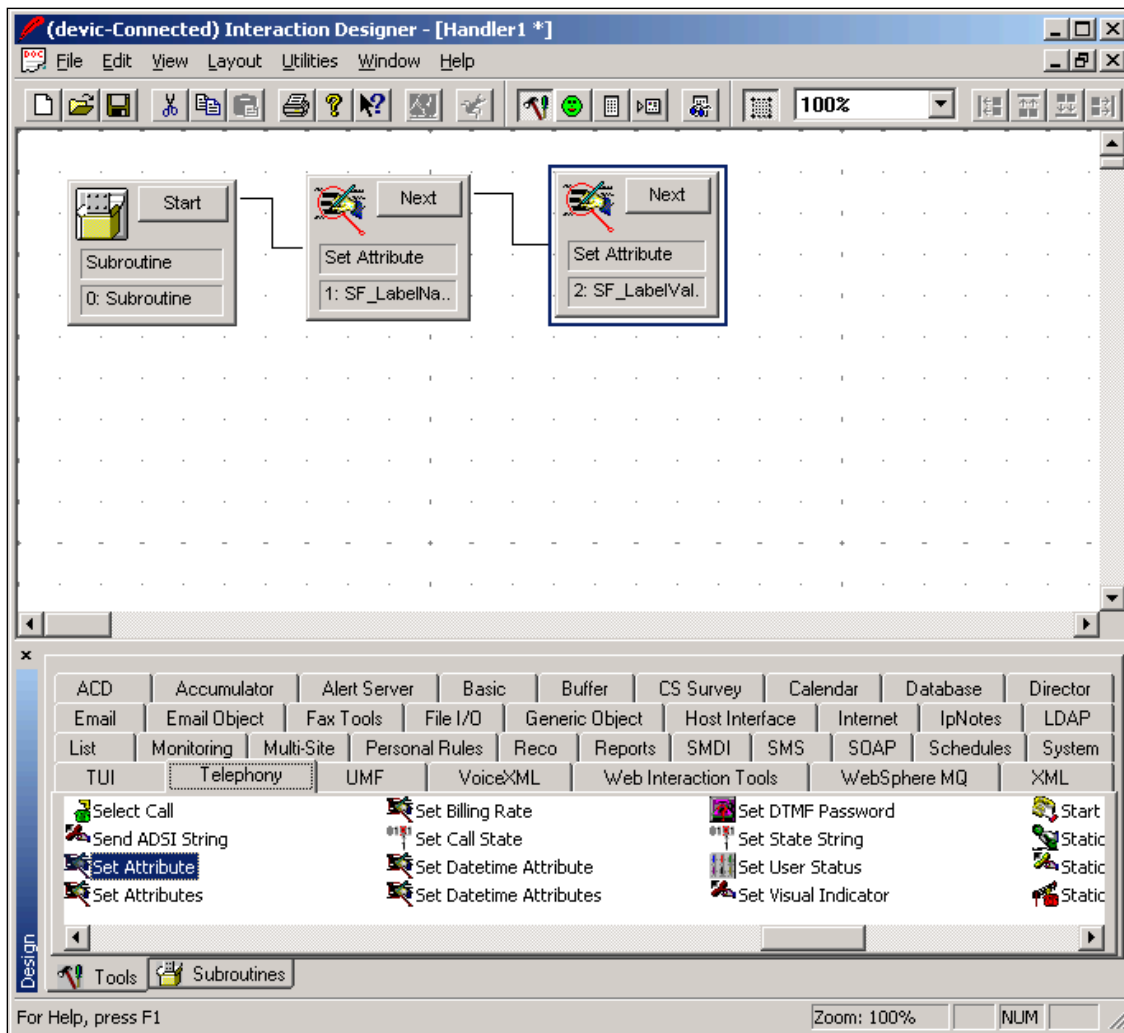 (devic-Connected) Interaction Designer - [Handler1 *]
DOC File Edit View Layout Utilities Window Help
100%
Start
Subroutine
0: Subroutine
Next
Set Attribute
1: SF_LabelNa..
Next
Set Attribute
2: SF_LabelVal.
ACD Accumulator Alert Server Basic Buffer CS Survey Calendar Database Director
Email Email Object Fax Tools File I/O Generic Object Host Interface Internet IpNotes LDAP
List Monitoring Multi-Site Personal Rules Reco Reports SMDI SMS SOAP Schedules System
TUI Telephony UMF VoiceXML Web Interaction Tools WebSphere MQ XML
Select Call Set Billing Rate Set DTMF Password Start
Send ADSI String Set Call State Set State String Static
Set Attribute Set Datetime Attribute Set User Status Static
Set Attributes Set Datetime Attributes Set Visual Indicator Static
Design
Tools Subroutines
For Help, press F1 Zoom: 100% NUM